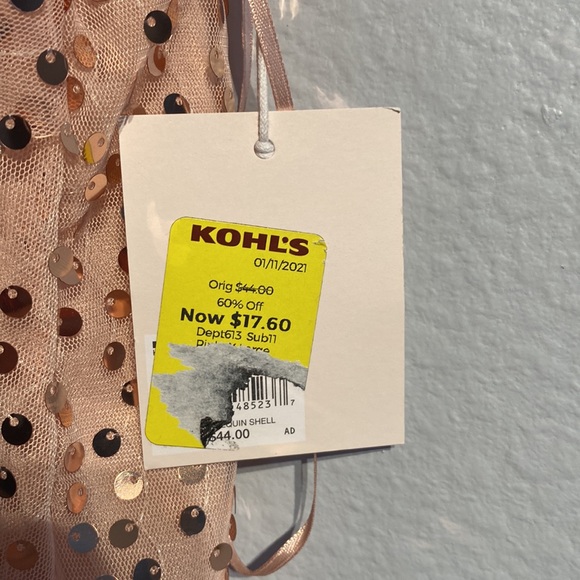 KOHL'S
01/11/2021
Orig $44.00
60% Off
Now $17.60
Dept613 Sub11
48523 7
QUIN SHELL
$44.00 AD